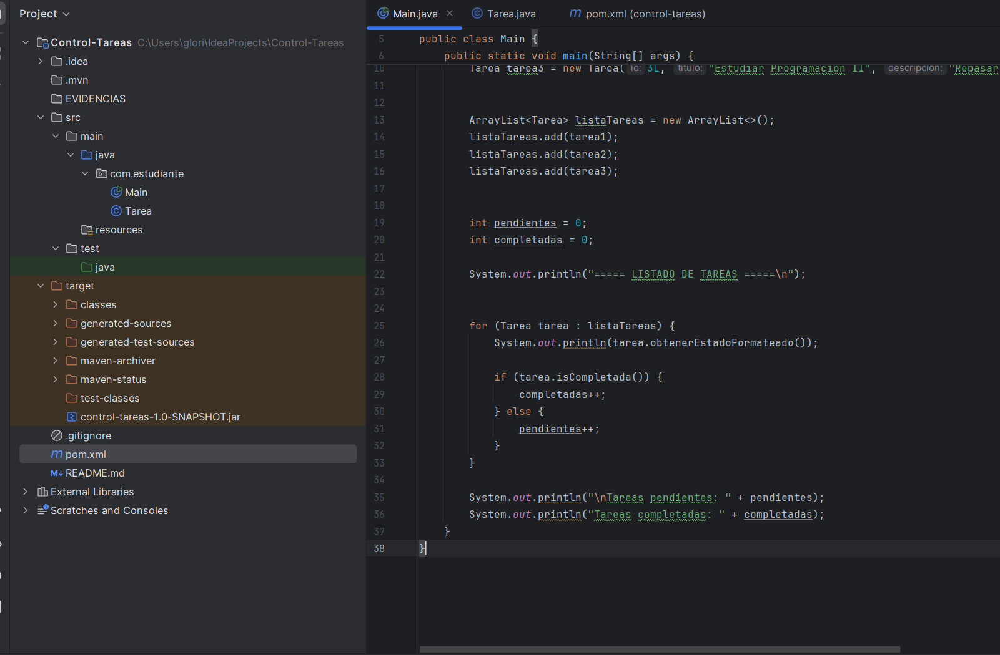 Project
Control-Tareas C:\Users\glori\IdeaProjects\Control-Tareas
.idea
.mvn
EVIDENCIAS
src
main
java
com.estudiante
Main
Tarea
resources
test
java
target
classes
generated-sources
generated-test-sources
maven-archiver
maven-status
test-classes
control-tareas-1.0-SNAPSHOT.jar
.gitignore
pom.xml
README.md
External Libraries
Scratches and Consoles
Main.java Tarea.java pom.xml (control-tareas)
5 public class Main {
6 public static void main(String[] args) {
10 Tarea tarea3 = new Tarea( id: 3L, titulo: "Estudiar Programación II", descripcion: "Repasar
11
12
13 ArrayList<Tarea> listaTareas = new ArrayList<>();
14 listaTareas.add(tarea1);
15 listaTareas.add(tarea2);
16 listaTareas.add(tarea3);
17
18
19 int pendientes = 0;
20 int completadas = 0;
21
22 System.out.println("===== LISTADO DE TAREAS =====\n");
23
24
25 for (Tarea tarea : listaTareas) {
26 System.out.println(tarea.obtenerEstadoFormateado());
27
28 if (tarea.isCompletada()) {
29 completadas++;
30 } else {
31 pendientes++;
32 }
33 }
34
35 System.out.println("\nTareas pendientes: " + pendientes);
36 System.out.println("Tareas completadas: " + completadas);
37 }
38 }